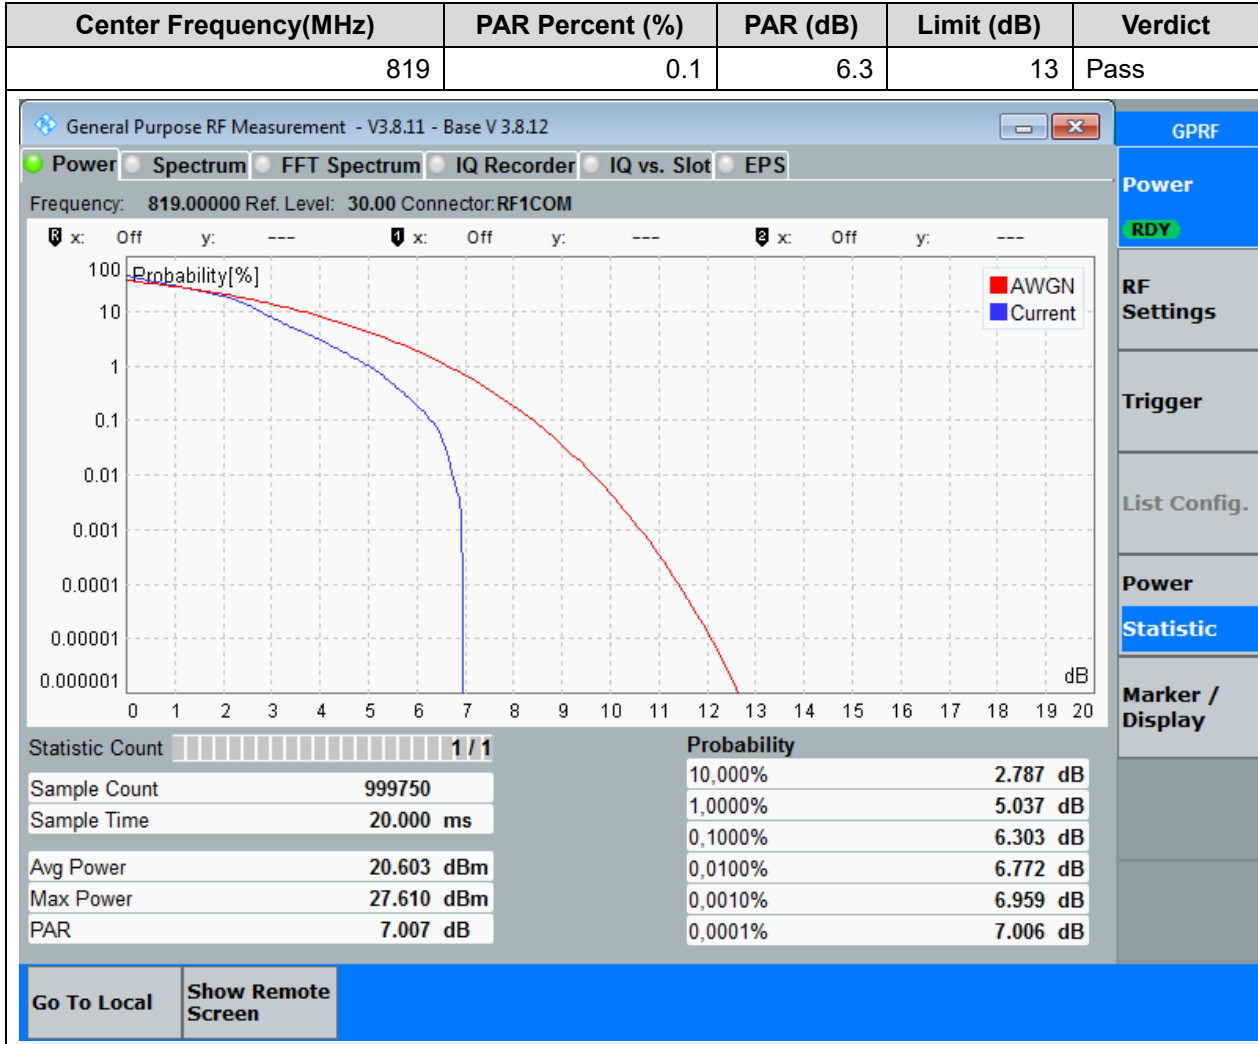 Center Frequency(MHz) PAR Percent (%) PAR (dB) Limit (dB) Verdict
819 0.1 6.3 13 Pass
General Purpose RF Measurement - V3.8.11 - Base V 3.8.12
GPRF
Power Spectrum FFT Spectrum IQ Recorder IQ vs. Slot EPS
Power
RDY
Frequency: 819.00000 Ref. Level: 30.00 Connector: RF1COM
R x: Off y: --- 1 x: Off y: --- 2 x: Off y: ---
Probability[%]
AWGN
Current
100
10
1
0.1
0.01
0.001
0.0001
0.00001
0.000001
dB
0 1 2 3 4 5 6 7 8 9 10 11 12 13 14 15 16 17 18 19 20
RF
Settings
Trigger
List Config.
Power
Statistic
Marker /
Display
Statistic Count 1 / 1
Sample Count 999750
Sample Time 20.000 ms
Avg Power 20.603 dBm
Max Power 27.610 dBm
PAR 7.007 dB
Probability
10,000% 2.787 dB
1,0000% 5.037 dB
0,1000% 6.303 dB
0,0100% 6.772 dB
0,0010% 6.959 dB
0,0001% 7.006 dB
Go To Local
Show Remote
Screen